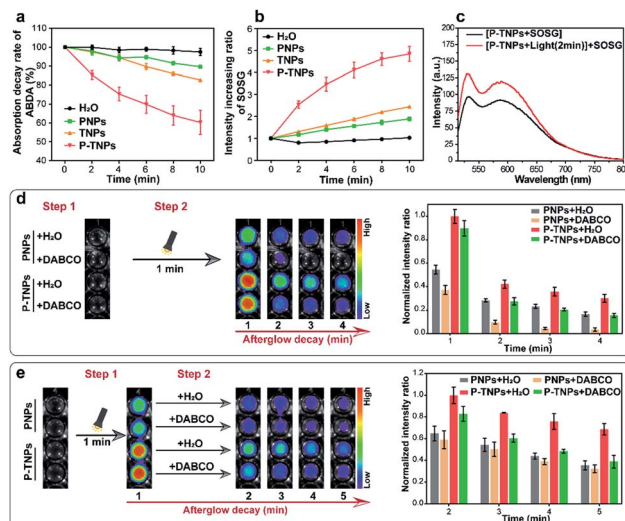 a
Absorption decay rate of
ABDA (%)
100
90
80
70
60
50
40
H₂O
PNPs
TNPs
P-TNPs
0 2 4 6 8 10
Time (min)
b
Intensity increasing ratio
of SOSG
6
5
4
3
2
1
0
H₂O
PNPs
TNPs
P-TNPs
0 2 4 6 8 10
Time (min)
c
[P-TNPs+SOSG]
[P-TNPs+Light(2min)]+SOSG
Intensity (a.u.)
550 600 650 700 750 800
Wavelength (nm)
d
Step 1
Step 2
PNPs
+H₂O
+DABCO
P-TNPs
+H₂O
+DABCO
1 min
High
Low
1 2 3 4
Afterglow decay (min)
Normalized intensity ratio
PNPs+H₂O
PNPs+DABCO
P-TNPs+H₂O
P-TNPs+DABCO
1.2
1.0
0.8
0.6
0.4
0.2
0.0
1 2 3 4
Time (min)
e
Step 1
Step 2
PNPs
P-TNPs
1 min
+H₂O
+DABCO
+H₂O
+DABCO
High
Low
1 2 3 4 5
Afterglow decay (min)
Normalized intensity ratio
PNPs+H₂O PNPs+DABCO
P-TNPs+H₂O P-TNPs+DABCO
1.2
1.0
0.8
0.6
0.4
0.2
0.0
2 3 4 5
Time (min)